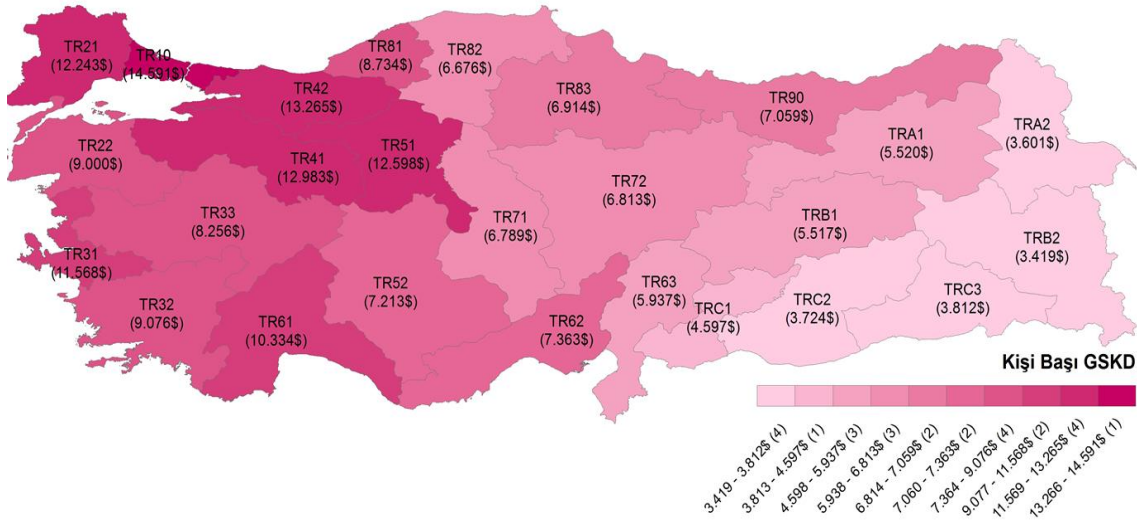 TR21
(12.243$)
TR10
(14.591$)
TR81
(8.734$)
TR82
(6.676$)
TR42
(13.265$)
TR83
(6.914$)
TR90
(7.059$)
TRA1
(5.520$)
TRA2
(3.601$)
TR22
(9.000$)
TR41
(12.983$)
TR51
(12.598$)
TR72
(6.813$)
TR33
(8.256$)
TR71
(6.789$)
TRB1
(5.517$)
TRB2
(3.419$)
TR31
(11.568$)
TR52
(7.213$)
TR63
(5.937$)
TR32
(9.076$)
TR61
(10.334$)
TR62
(7.363$)
TRC1
(4.597$)
TRC2
(3.724$)
TRC3
(3.812$)
Kişi Başı GSKD
3.419 - 3.812$ (4)
3.813 - 4.597$ (1)
4.598 - 5.937$ (3)
5.938 - 6.813$ (3)
6.814 - 7.059$ (2)
7.060 - 7.363$ (2)
7.364 - 9.076$ (4)
9.077 - 11.568$ (2)
11.569 - 13.265$ (4)
13.266 - 14.591$ (1)